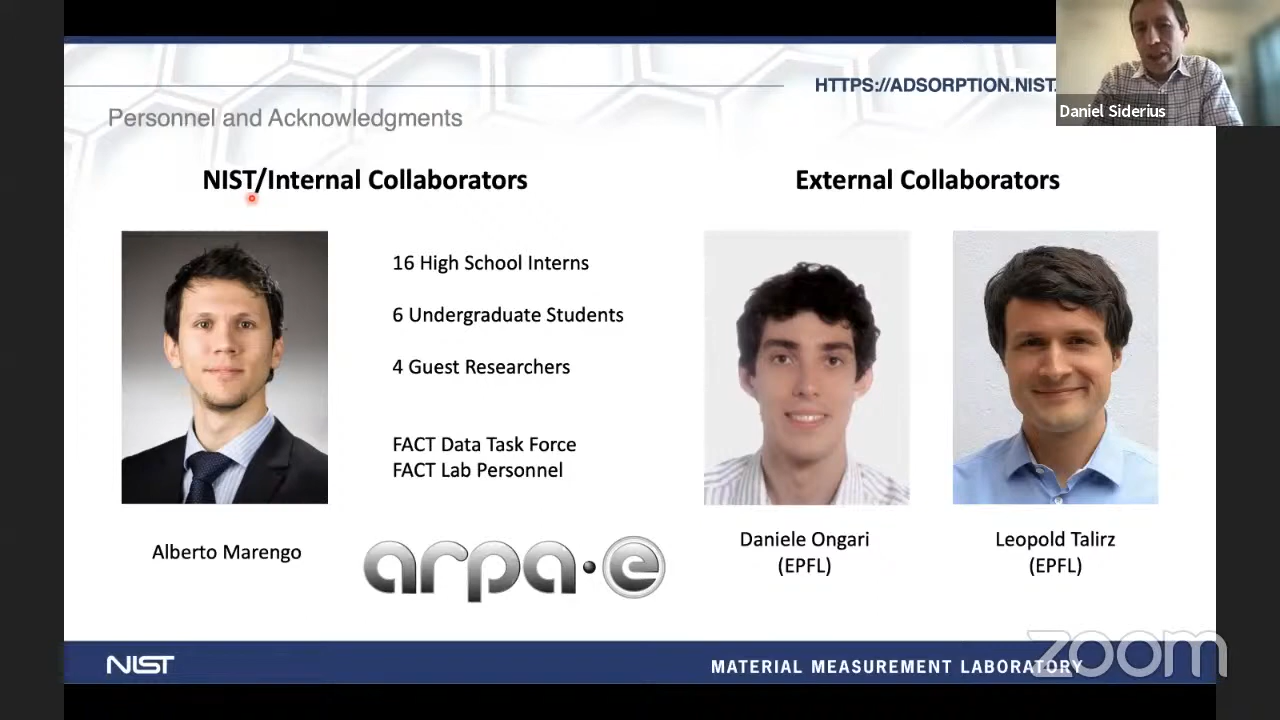 HTTPS://ADSORPTION.NIST.
Daniel Siderius
Personnel and Acknowledgments
NIST/Internal Collaborators
External Collaborators
16 High School Interns
6 Undergraduate Students
4 Guest Researchers
FACT Data Task Force
FACT Lab Personnel
Alberto Marengo
arpa·e
Daniele Ongari
(EPFL)
Leopold Talirz
(EPFL)
NIST
MATERIAL MEASUREMENT LABORATORY
zoom